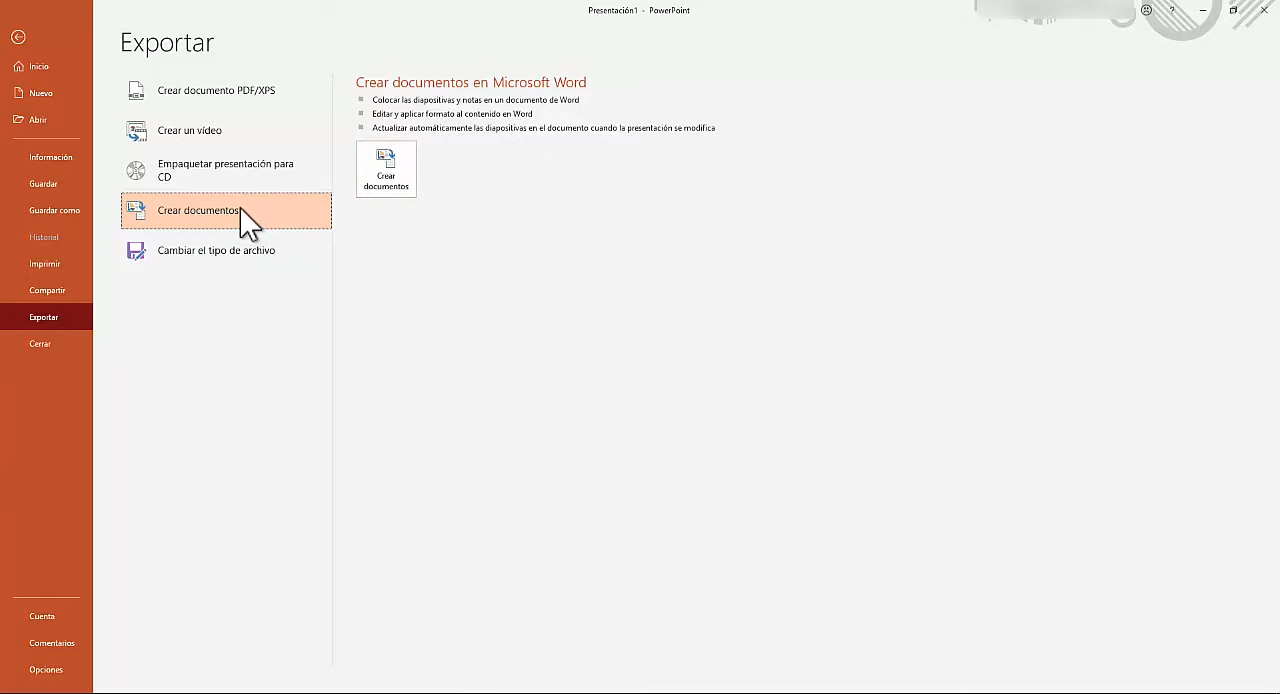 Presentación1 - PowerPoint
?
Exportar
Inicio
Nuevo
Abrir
Información
Guardar
Guardar como
Historial
Imprimir
Compartir
Exportar
Cerrar
Cuenta
Comentarios
Opciones
Crear documento PDF/XPS
Crear un vídeo
Empaquetar presentación para
CD
Crear documentos
Cambiar el tipo de archivo
Crear documentos en Microsoft Word
Colocar las diapositivas y notas en un documento de Word
Editar y aplicar formato al contenido en Word
Actualizar automáticamente las diapositivas en el documento cuando la presentación se modifica
Crear
documentos